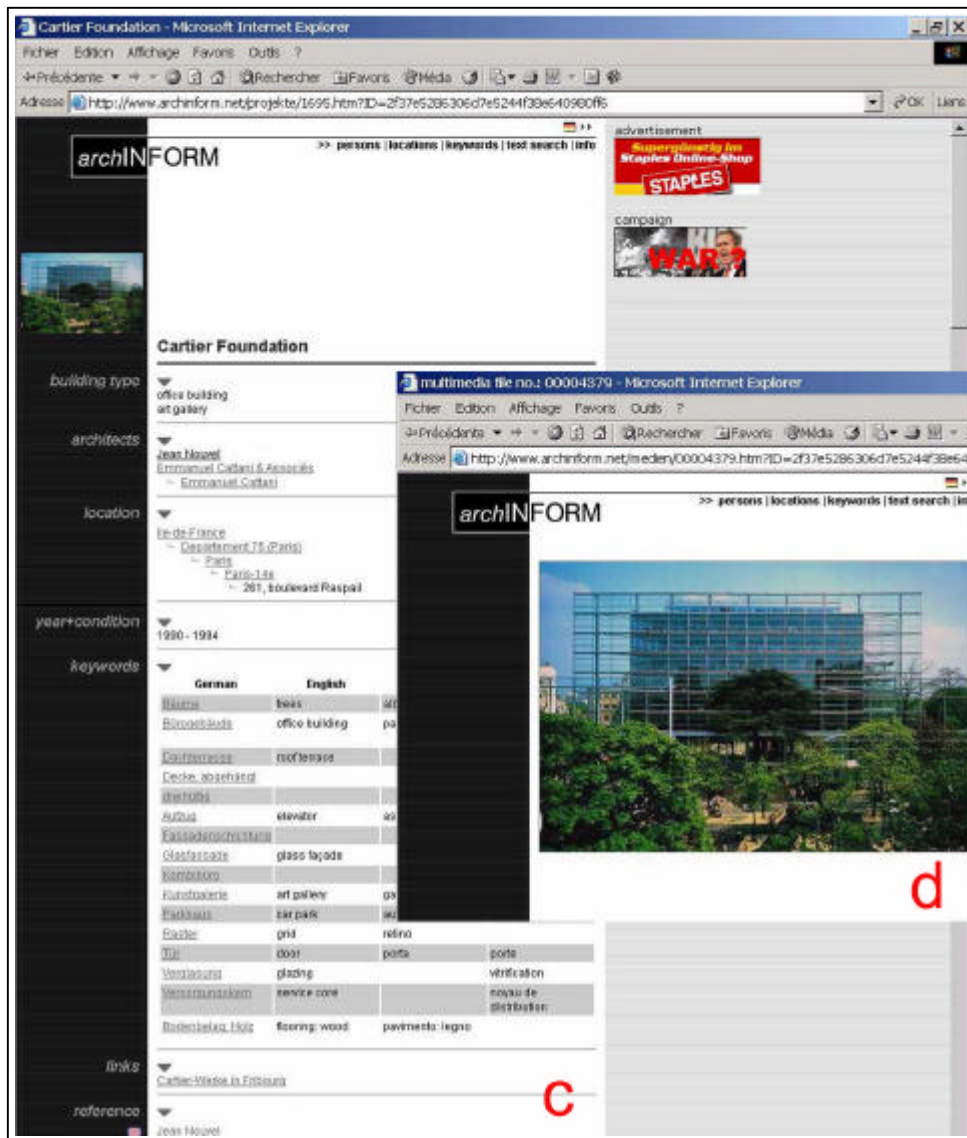 Cartier Foundation - Microsoft Internet Explorer
Fichier Edition Affichage Favoris Outils ?
Précédente Rechercher Favoris Média
Adresse http://www.archinform.net/projekte/1695.htm?ID=2f37e5286306d7e5244f38e640980ff6 OK Liens
archINFORM
>> persons | locations | keywords | text search | info
advertisement
Supergünstig im
Staples Online-Shop
STAPLES
campaign
WAR?
Cartier Foundation
building type
office building
art gallery
architects
Jean Nouvel
Emmanuel Cattani & Associés
Emmanuel Cattani
location
Ile-de-France
Departement 75 (Paris)
Paris
Paris-14e
261, boulevard Raspail
year+condition
1990 - 1994
keywords
German English
Bäume trees
Bürogebäude office building
Dachterrasse roof terrace
Decke, abgehängt
dreihüftig
Aufzug elevator
Fassadenschichtung
Glasfassade glass façade
Kombibüro
Kunstgalerie art gallery
Parkhaus car park
Raster grid retino
Tür door porta porte
Verglasung glazing vitrification
Versorgungskern service core noyau de
distribution
Bodenbelag, Holz flooring: wood pavimento: legno
links
Cartier-Werke in Fribourg
reference
Jean Nouvel
c
multimedia file no.: 00004379 - Microsoft Internet Explorer
Fichier Edition Affichage Favoris Outils ?
Précédente Rechercher Favoris Média
Adresse http://www.archinform.net/medien/00004379.htm?ID=2f37e5286306d7e5244f38e64
archINFORM
>> persons | locations | keywords | text search | in
d